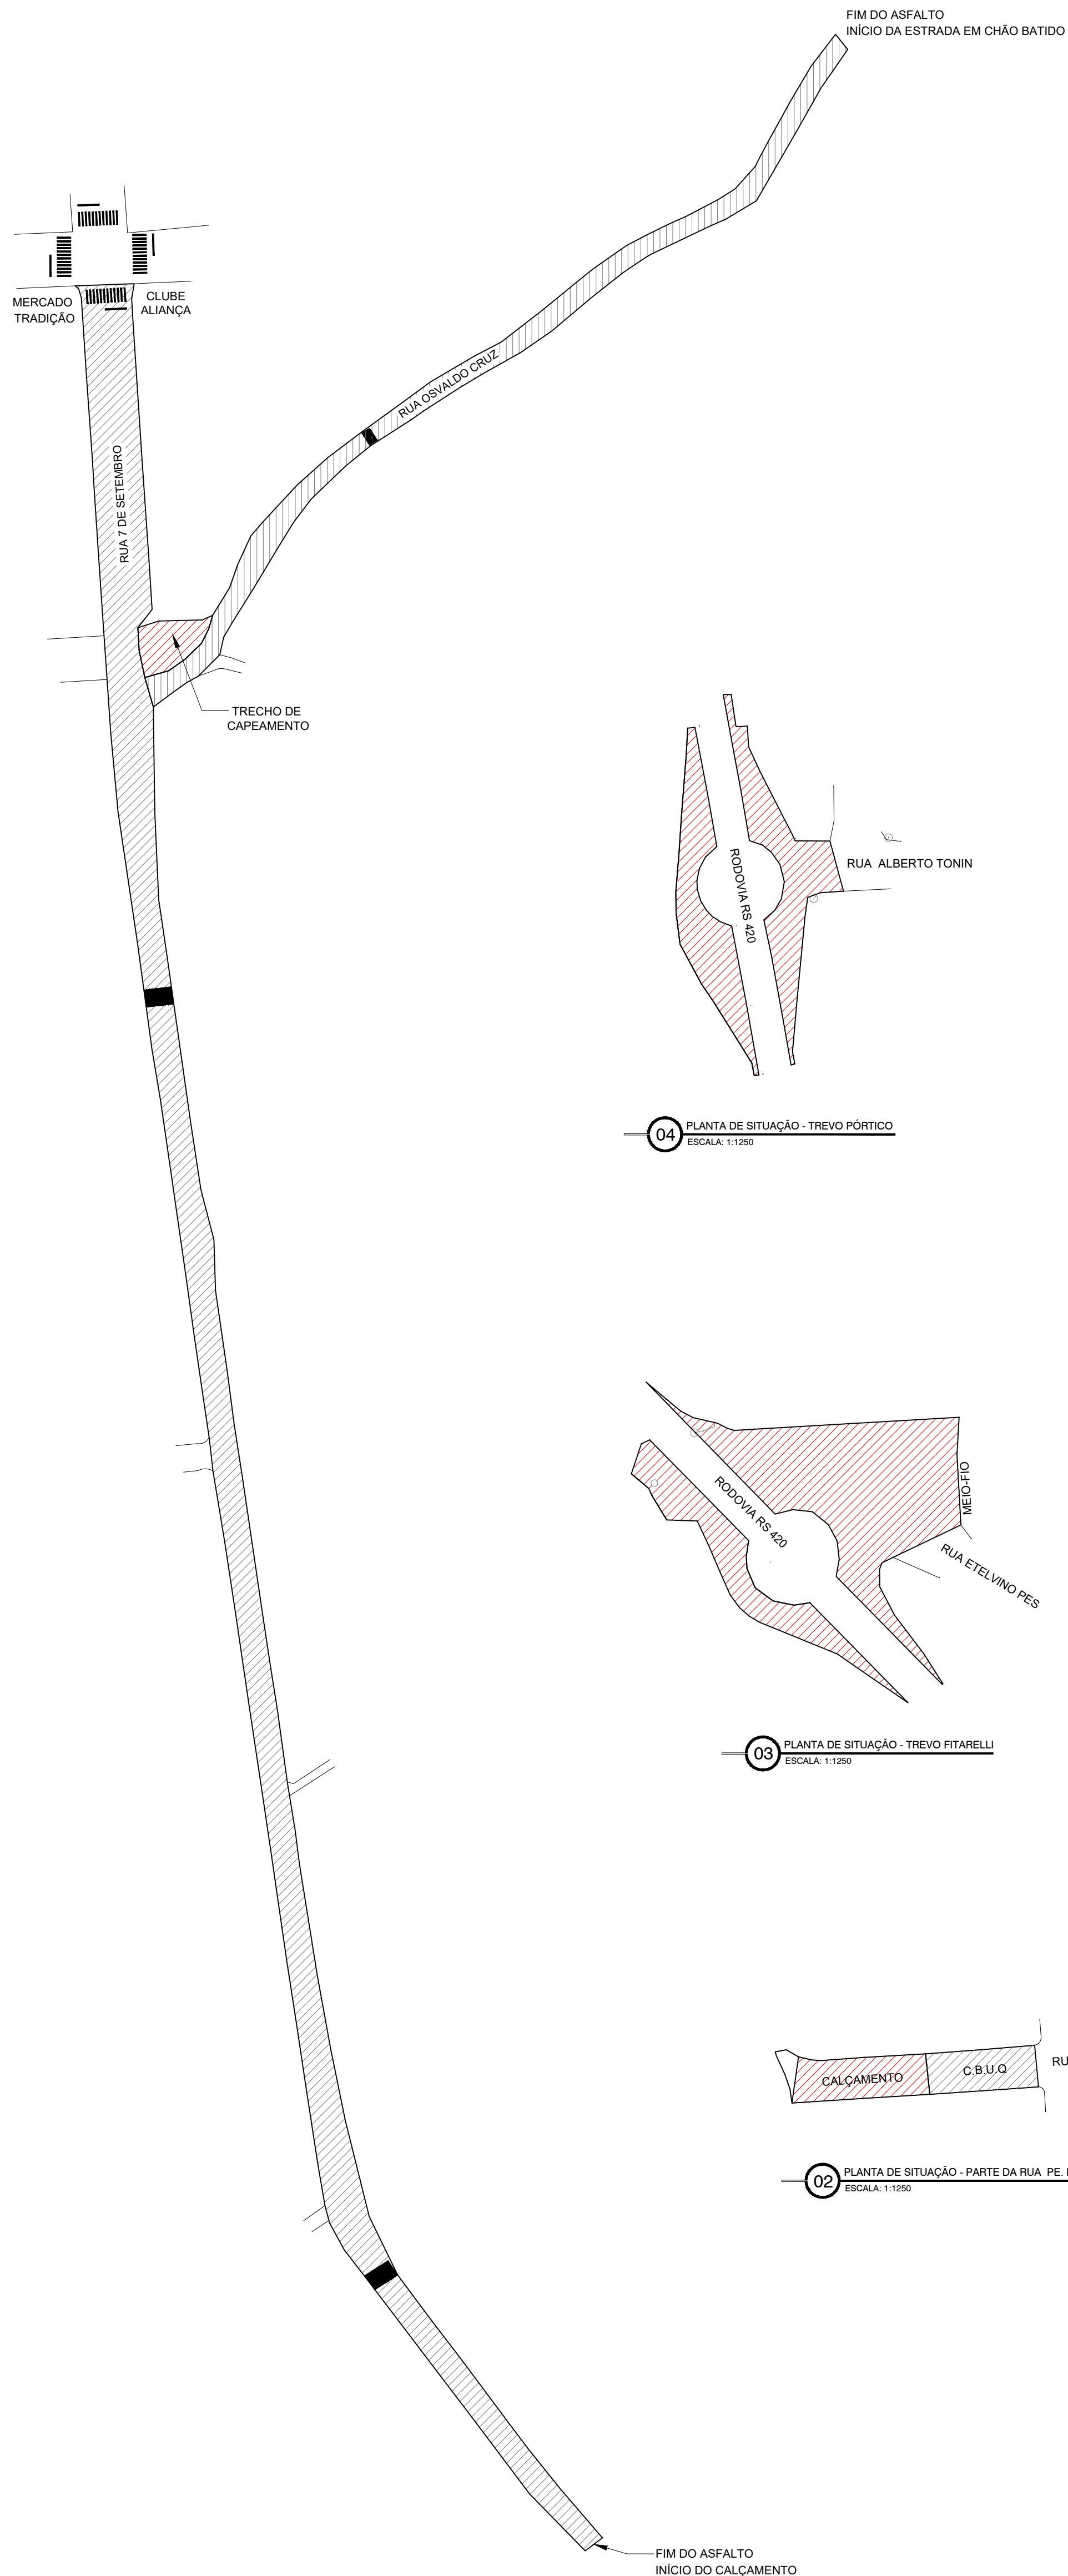 FIM DO ASFALTO
INÍCIO DA ESTRADA EM CHÃO BATIDO
MERCADO
TRADIÇÃO
CLUBE
ALIANÇA
RUA OSVALDO CRUZ
RUA 7 DE SETEMBRO
TRECHO DE
CAPEAMENTO
RODOVIA RS 420
RUA ALBERTO TONIN
04
PLANTA DE SITUAÇÃO - TREVO PÓRTICO
ESCALA: 1:1250
RODOVIA RS 420
MEIO-FIO
RUA ETELVINO PES
03
PLANTA DE SITUAÇÃO - TREVO FITARELLI
ESCALA: 1:1250
CALÇAMENTO
C.B.U.Q
02
PLANTA DE SITUAÇÃO - PARTE DA RUA PE.
ESCALA: 1:1250
FIM DO ASFALTO
INÍCIO DO CALÇAMENTO